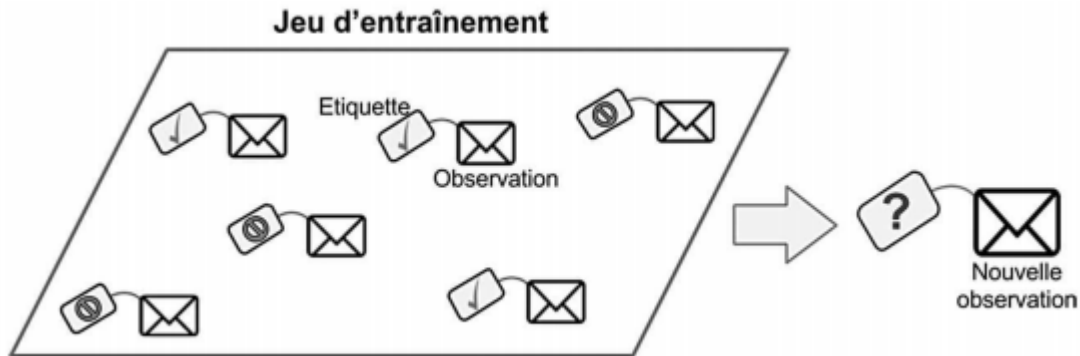 Jeu d'entraînement
Etiquette
Observation
?
Nouvelle
observation